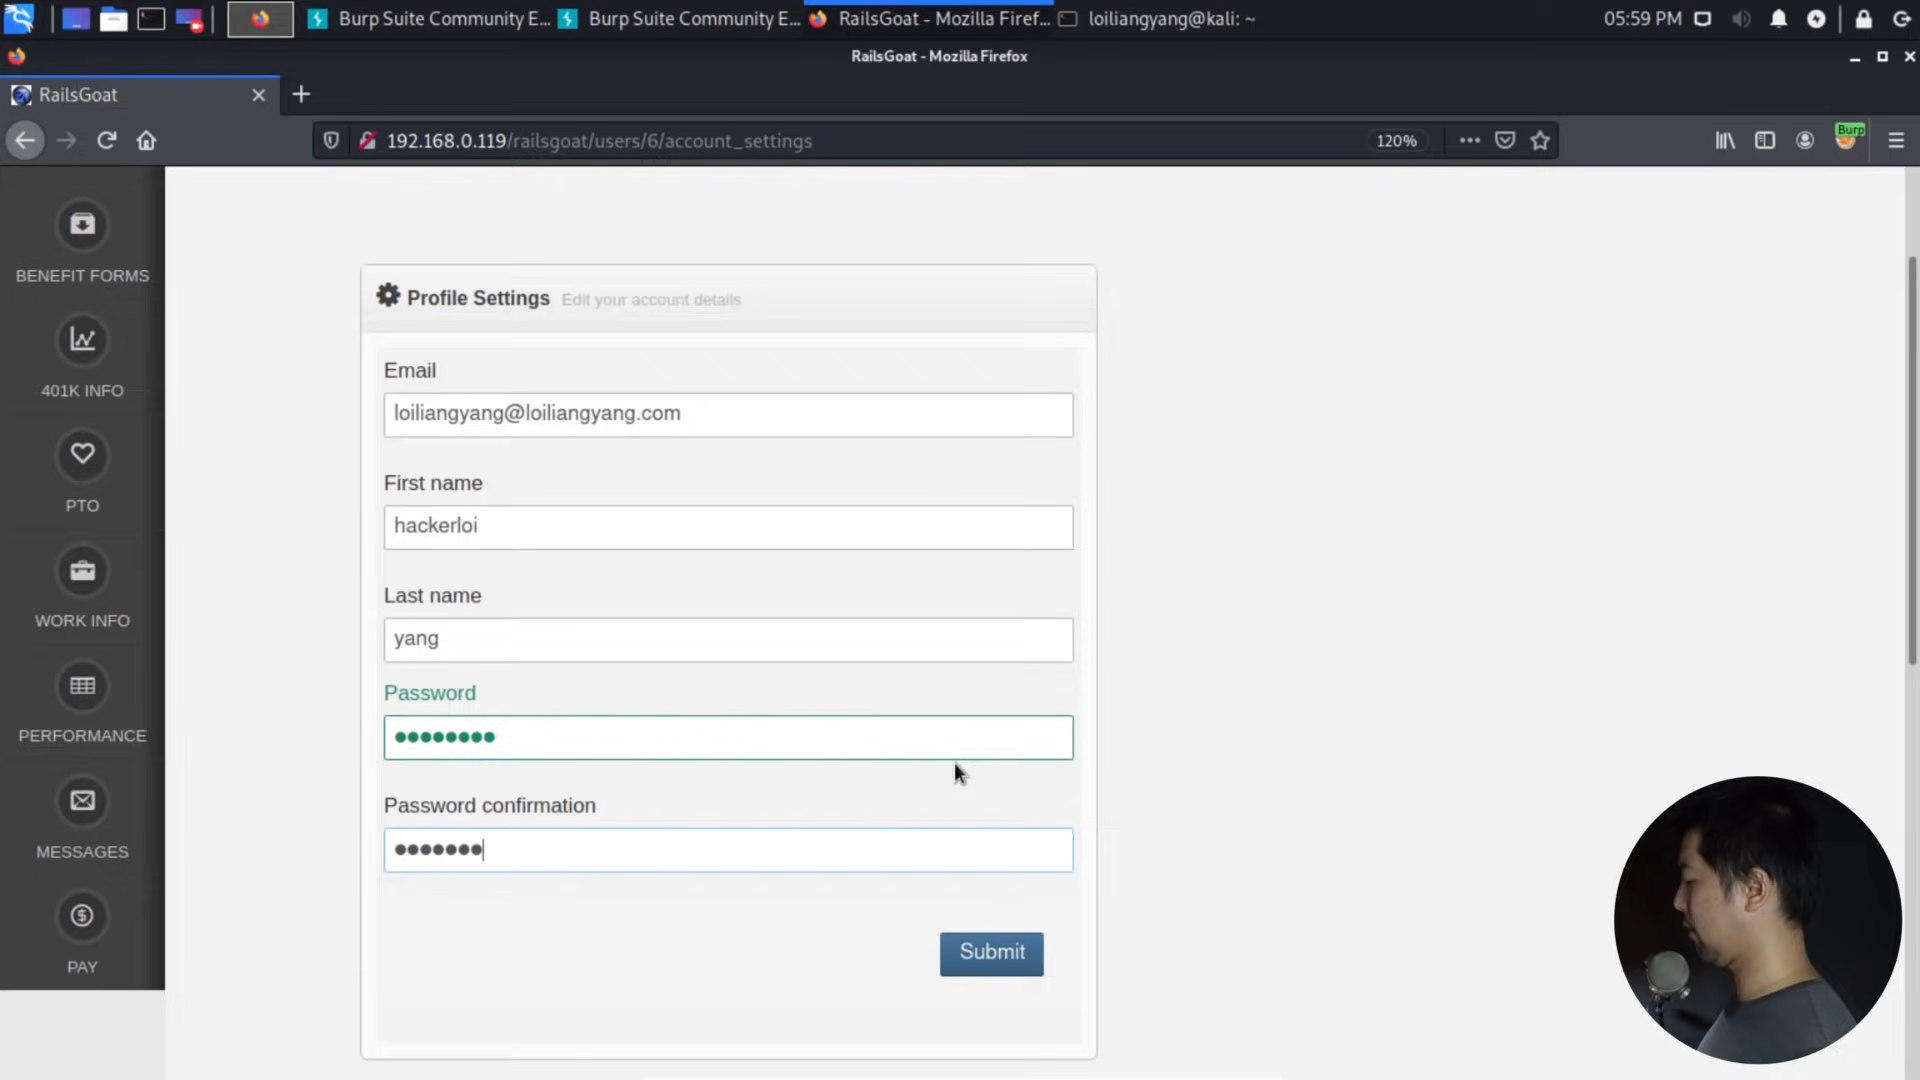 Burp Suite Community E...
Burp Suite Community E...
RailsGoat - Mozilla Firef...
loiliangyang@kali: ~
05:59 PM
RailsGoat - Mozilla Firefox
RailsGoat
192.168.0.119/railsgoat/users/6/account_settings
120%
Burp
BENEFIT FORMS
401K INFO
PTO
WORK INFO
PERFORMANCE
MESSAGES
PAY
Profile Settings Edit your account details
Email
loiliangyang@loiliangyang.com
First name
hackerloi
Last name
yang
Password
••••••••
Password confirmation
•••••••
Submit